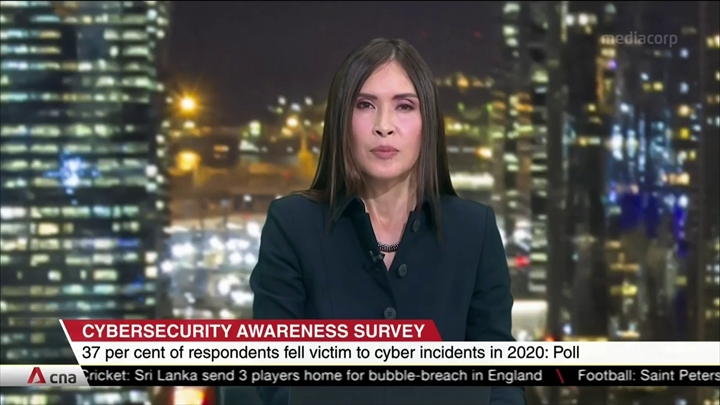 mediacorp
CYBERSECURITY AWARENESS SURVEY
37 per cent of respondents fell victim to cyber incidents in 2020: Poll
cna Cricket: Sri Lanka send 3 players home for bubble-breach in England / Football: Saint Peters